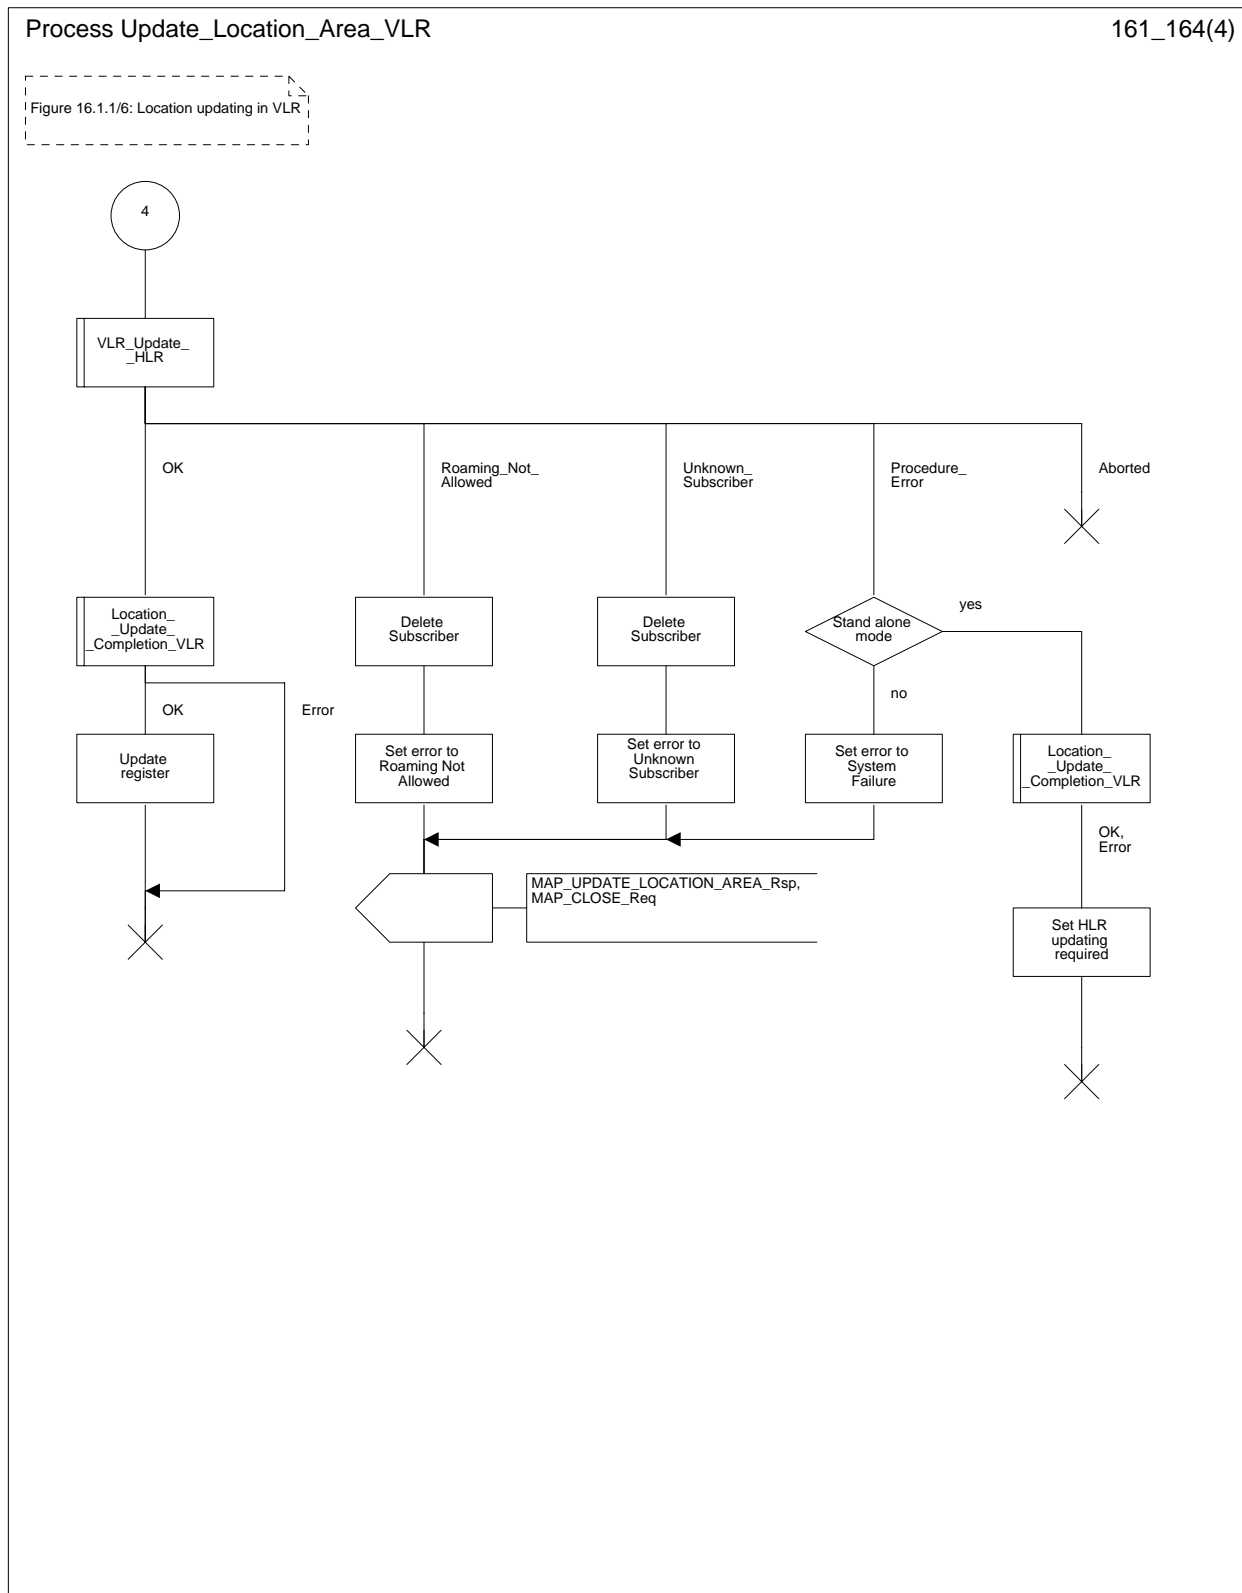 Process Update_Location_Area_VLR
161_164(4)
Figure 16.1.1/6: Location updating in VLR
4
VLR_Update_
_HLR
OK
Roaming_Not_
Allowed
Unknown_
Subscriber
Procedure_
Error
Aborted
Location_
_Update_
_Completion_VLR
Delete
Subscriber
Delete
Subscriber
Stand alone
mode
yes
OK
Error
no
Update
register
Set error to
Roaming Not
Allowed
Set error to
Unknown
Subscriber
Set error to
System
Failure
Location_
_Update_
_Completion_VLR
OK,
Error
MAP_UPDATE_LOCATION_AREA_Rsp,
MAP_CLOSE_Req
Set HLR
updating
required